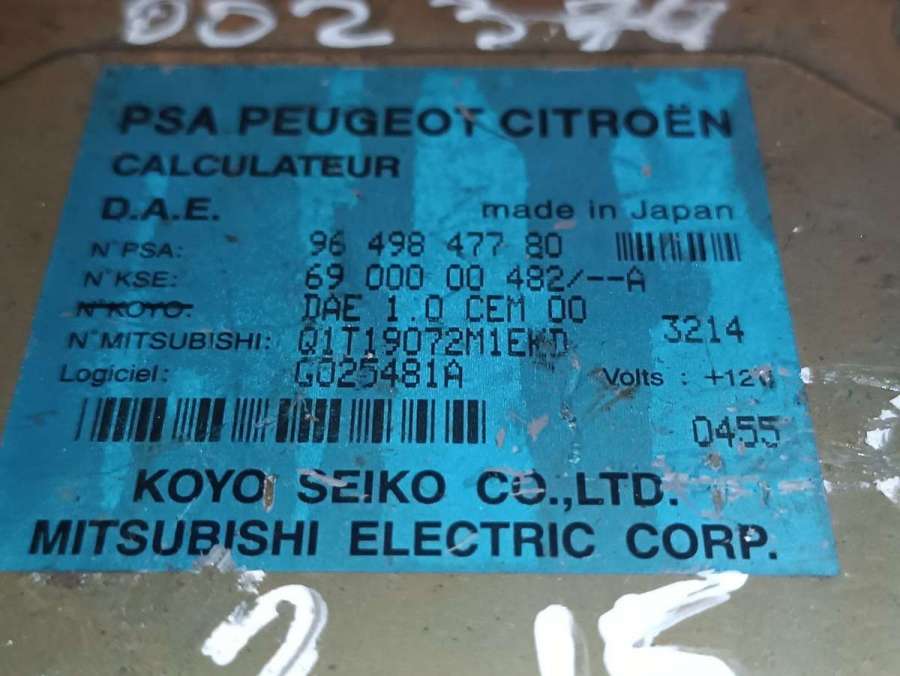 002374
PSA PEUGEOT CITROËN
CALCULATEUR
D.A.E. made in Japan
N°PSA: 96 498 477 80
N°KSE: 69 000 00 482/--A
N°KOYO: DAE 1.0 CEM 00
3214
N°MITSUBISHI: Q1T19072M1EKD
Logiciel: G025481A Volts : +12V
0455
KOYO SEIKO CO.,LTD.
MITSUBISHI ELECTRIC CORP.
15